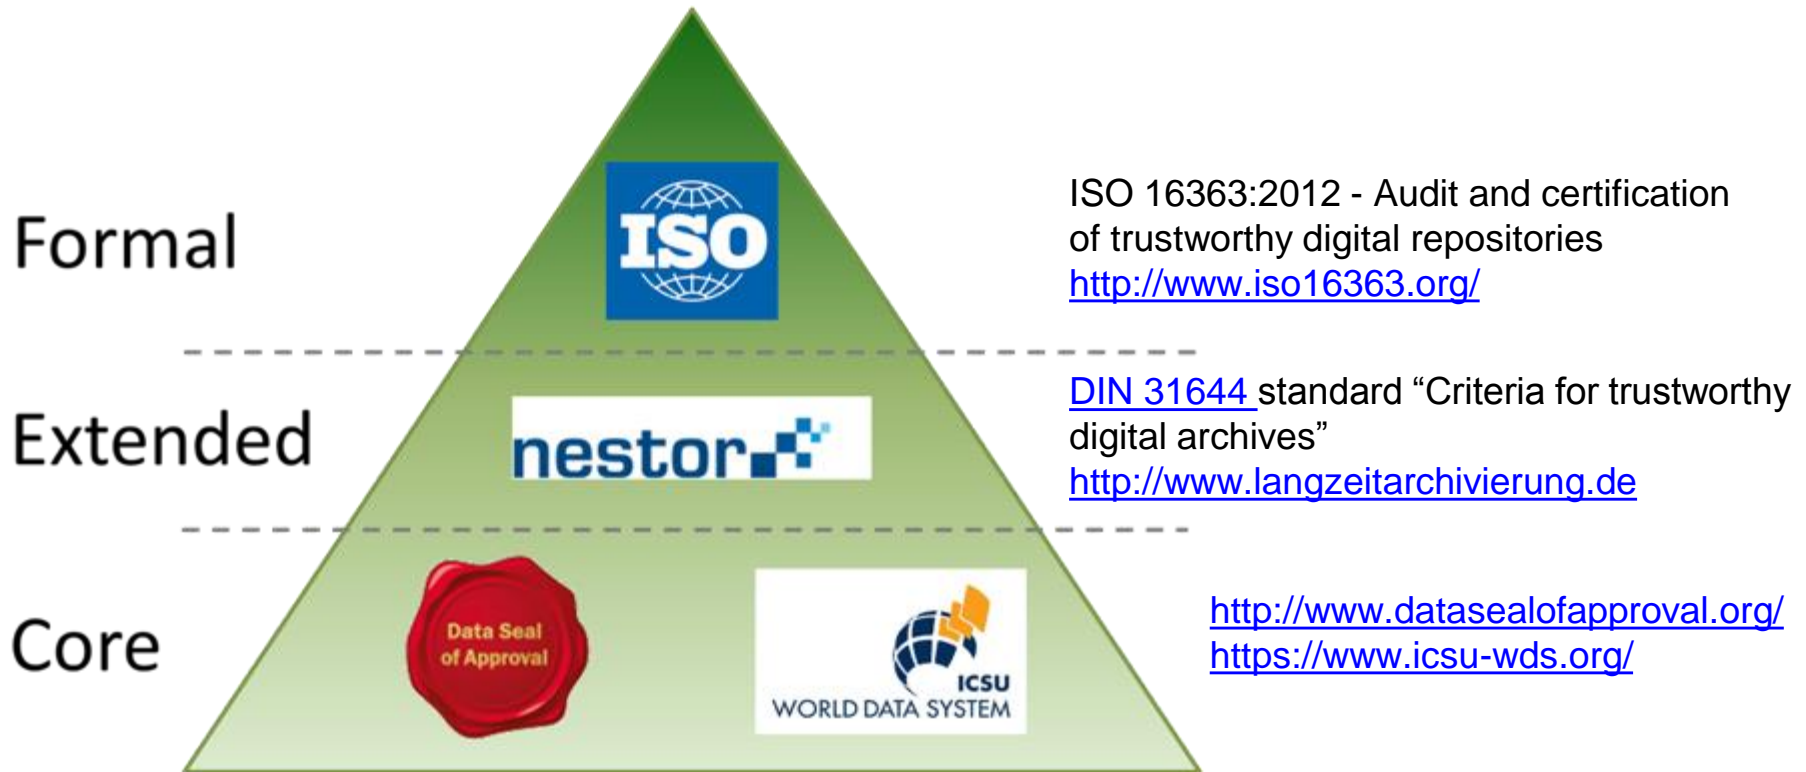 Formal
ISO
ISO 16363:2012 - Audit and certification
of trustworthy digital repositories
http://www.iso16363.org/
Extended
nestor
DIN 31644 standard “Criteria for trustworthy
digital archives”
http://www.langzeitarchivierung.de
Core
Data Seal
of Approval
ICSU
WORLD DATA SYSTEM
http://www.datasealofapproval.org/
https://www.icsu-wds.org/